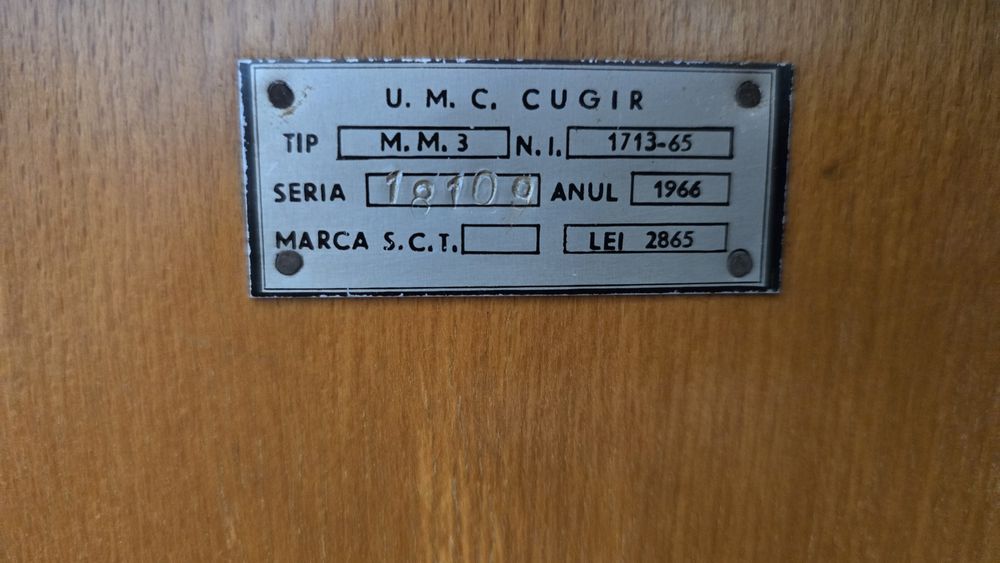 U. M. C. CUGIR
TIP M. M. 3 N. I. 1713-65
SERIA 18109 ANUL 1966
MARCA S. C. T. LEI 2865